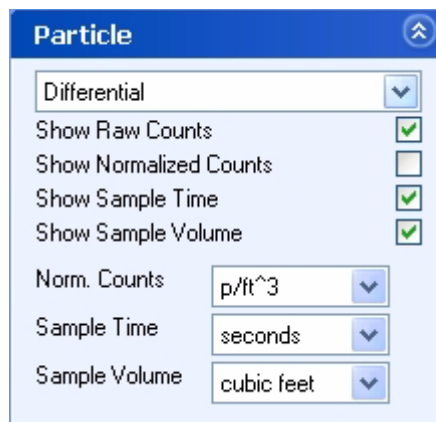 Particle
Differential
Show Raw Counts
Show Normalized Counts
Show Sample Time
Show Sample Volume
Norm. Counts p/ft^3
Sample Time seconds
Sample Volume cubic feet